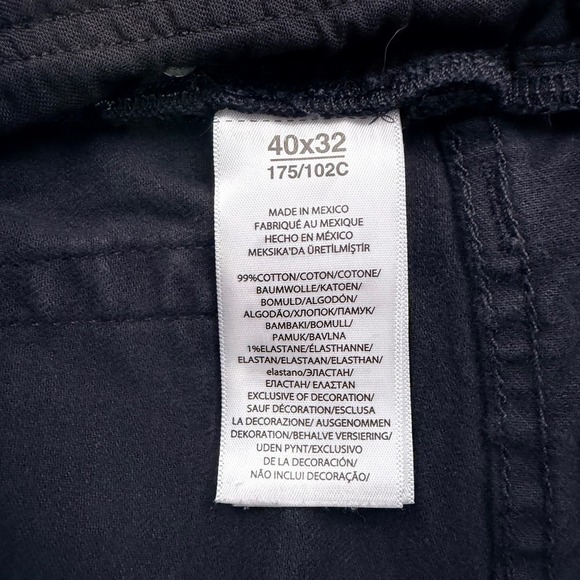 40x32
175/102C
MADE IN MEXICO
FABRIQUÉ AU MEXIQUE
HECHO EN MÉXICO
MEKSIKA'DA ÜRETİLMİŞTİR
99%COTTON/COTON/COTONE/
BAUMWOLLE/KATOEN/
BOMULD/ALGODÓN/
ALGODÃO/ХЛОПОК/ПАМУК/
BAMBAKI/BOMULL/
PAMUK/BAVLNA
1%ELASTANE/ÉLASTHANNE/
ELASTAN/ELASTAAN/ELASTHAN/
elastano/ЭЛАСТАН/
ЕЛАСТАН/ ΕΛΑΣΤΑΝ
EXCLUSIVE OF DECORATION/
SAUF DÉCORATION/ESCLUSA
LA DECORAZIONE/ AUSGENOMMEN
DEKORATION/BEHALVE VERSIERING/
UDEN PYNT/EXCLUSIVO
DE LA DECORACIÓN/
NÃO INCLUI DECORAÇÃO/